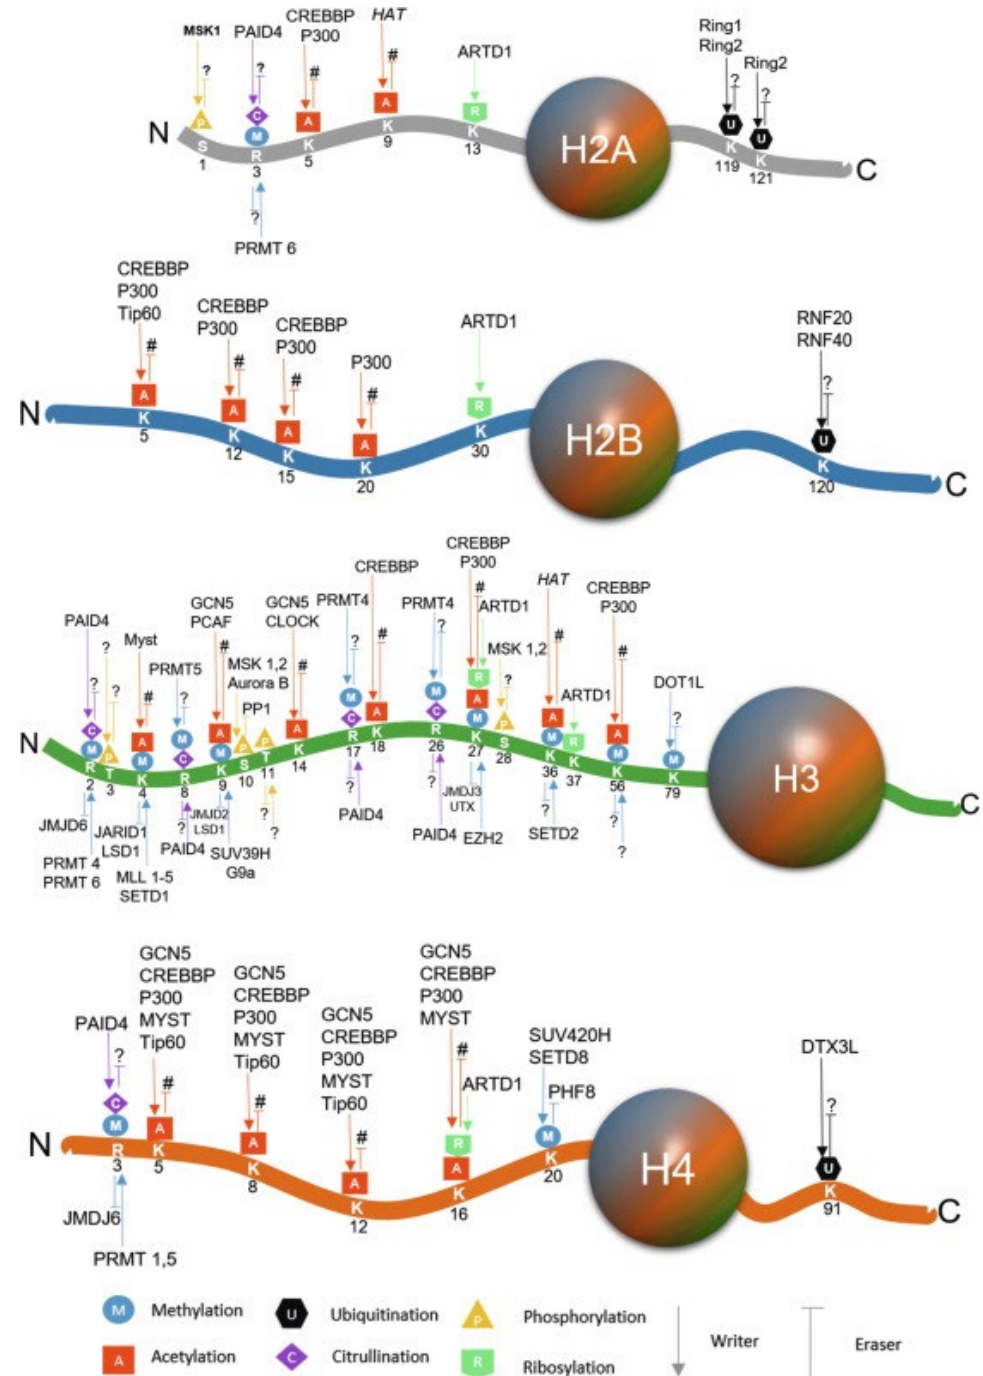 MSK1
PAID4
CREBBP
P300
HAT
ARTD1
Ring1
Ring2
Ring2
? ? # # ? ?
P C M A A R U U
N S R K K K H2A K K C
1 3 5 9 13 119 121
?
PRMT 6
CREBBP
P300
Tip60
CREBBP
P300
CREBBP
P300
P300
ARTD1
RNF20
RNF40
# # # # ?
A A A A R U
N K K K K K H2B K C
5 12 15 20 30 120
CREBBP
P300
CREBBP
HAT
CREBBP
P300
GCN5
PCAF
GCN5
CLOCK
PRMT4
PRMT4
ARTD1
PAID4
Myst
PRMT5
MSK 1,2
Aurora B
PP1
MSK 1,2
ARTD1
DOT1L
? ? ? # ? # # ? # ? # ? # # ?
C M P A M M C A M P P A M C A M C R A M P A M R A M M
N R T K R K S T K R K R K S K K K K H3 C
2 3 4 8 9 10 11 14 17 18 26 27 28 36 37 56 79
JMJD6
PRMT 4
PRMT 6
JARID1
LSD1
MLL 1-5
SETD1
?
PAID4
JMJD2
LSD1
SUV39H
G9a
? ?
?
PAID4
?
PAID4
JMDJ3
UTX
EZH2
?
SETD2
?
?
GCN5
CREBBP
P300
MYST
Tip60
GCN5
CREBBP
P300
MYST
Tip60
GCN5
CREBBP
P300
MYST
Tip60
GCN5
CREBBP
P300
MYST
PAID4
ARTD1
SUV420H
SETD8
PHF8
DTX3L
? # # # # ?
C M A A A R A M U
N R K K K K K H4 K C
3 5 8 12 16 20 91
JMDJ6
PRMT 1,5
M Methylation U Ubiquitination P Phosphorylation Writer Eraser
A Acetylation C Citrullination R Ribosylation